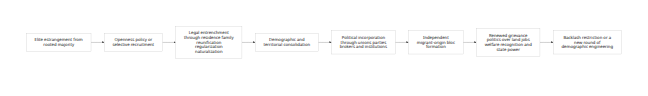 Elite estrangement from
rooted majority
Openness policy or
selective recruitment
Legal entrenchment
through residence family
reunification
regularization
naturalization
Demographic and
territorial consolidation
Political incorporation
through unions parties
brokers and institutions
Independent
migrant origin bloc
formation
Renewed grievance
politics over land jobs
welfare recognition and
state power
Backlash restriction or a
new round of
demographic engineering